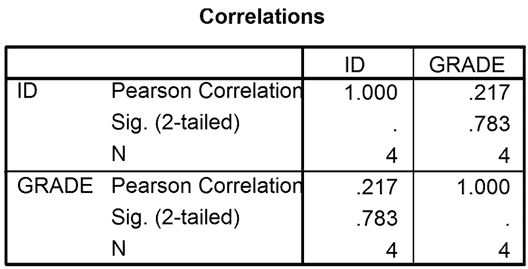 Correlations
ID GRADE
ID Pearson Correlation 1.000 .217
Sig. (2-tailed) . .783
N 4 4
GRADE Pearson Correlation .217 1.000
Sig. (2-tailed) .783 .
N 4 4